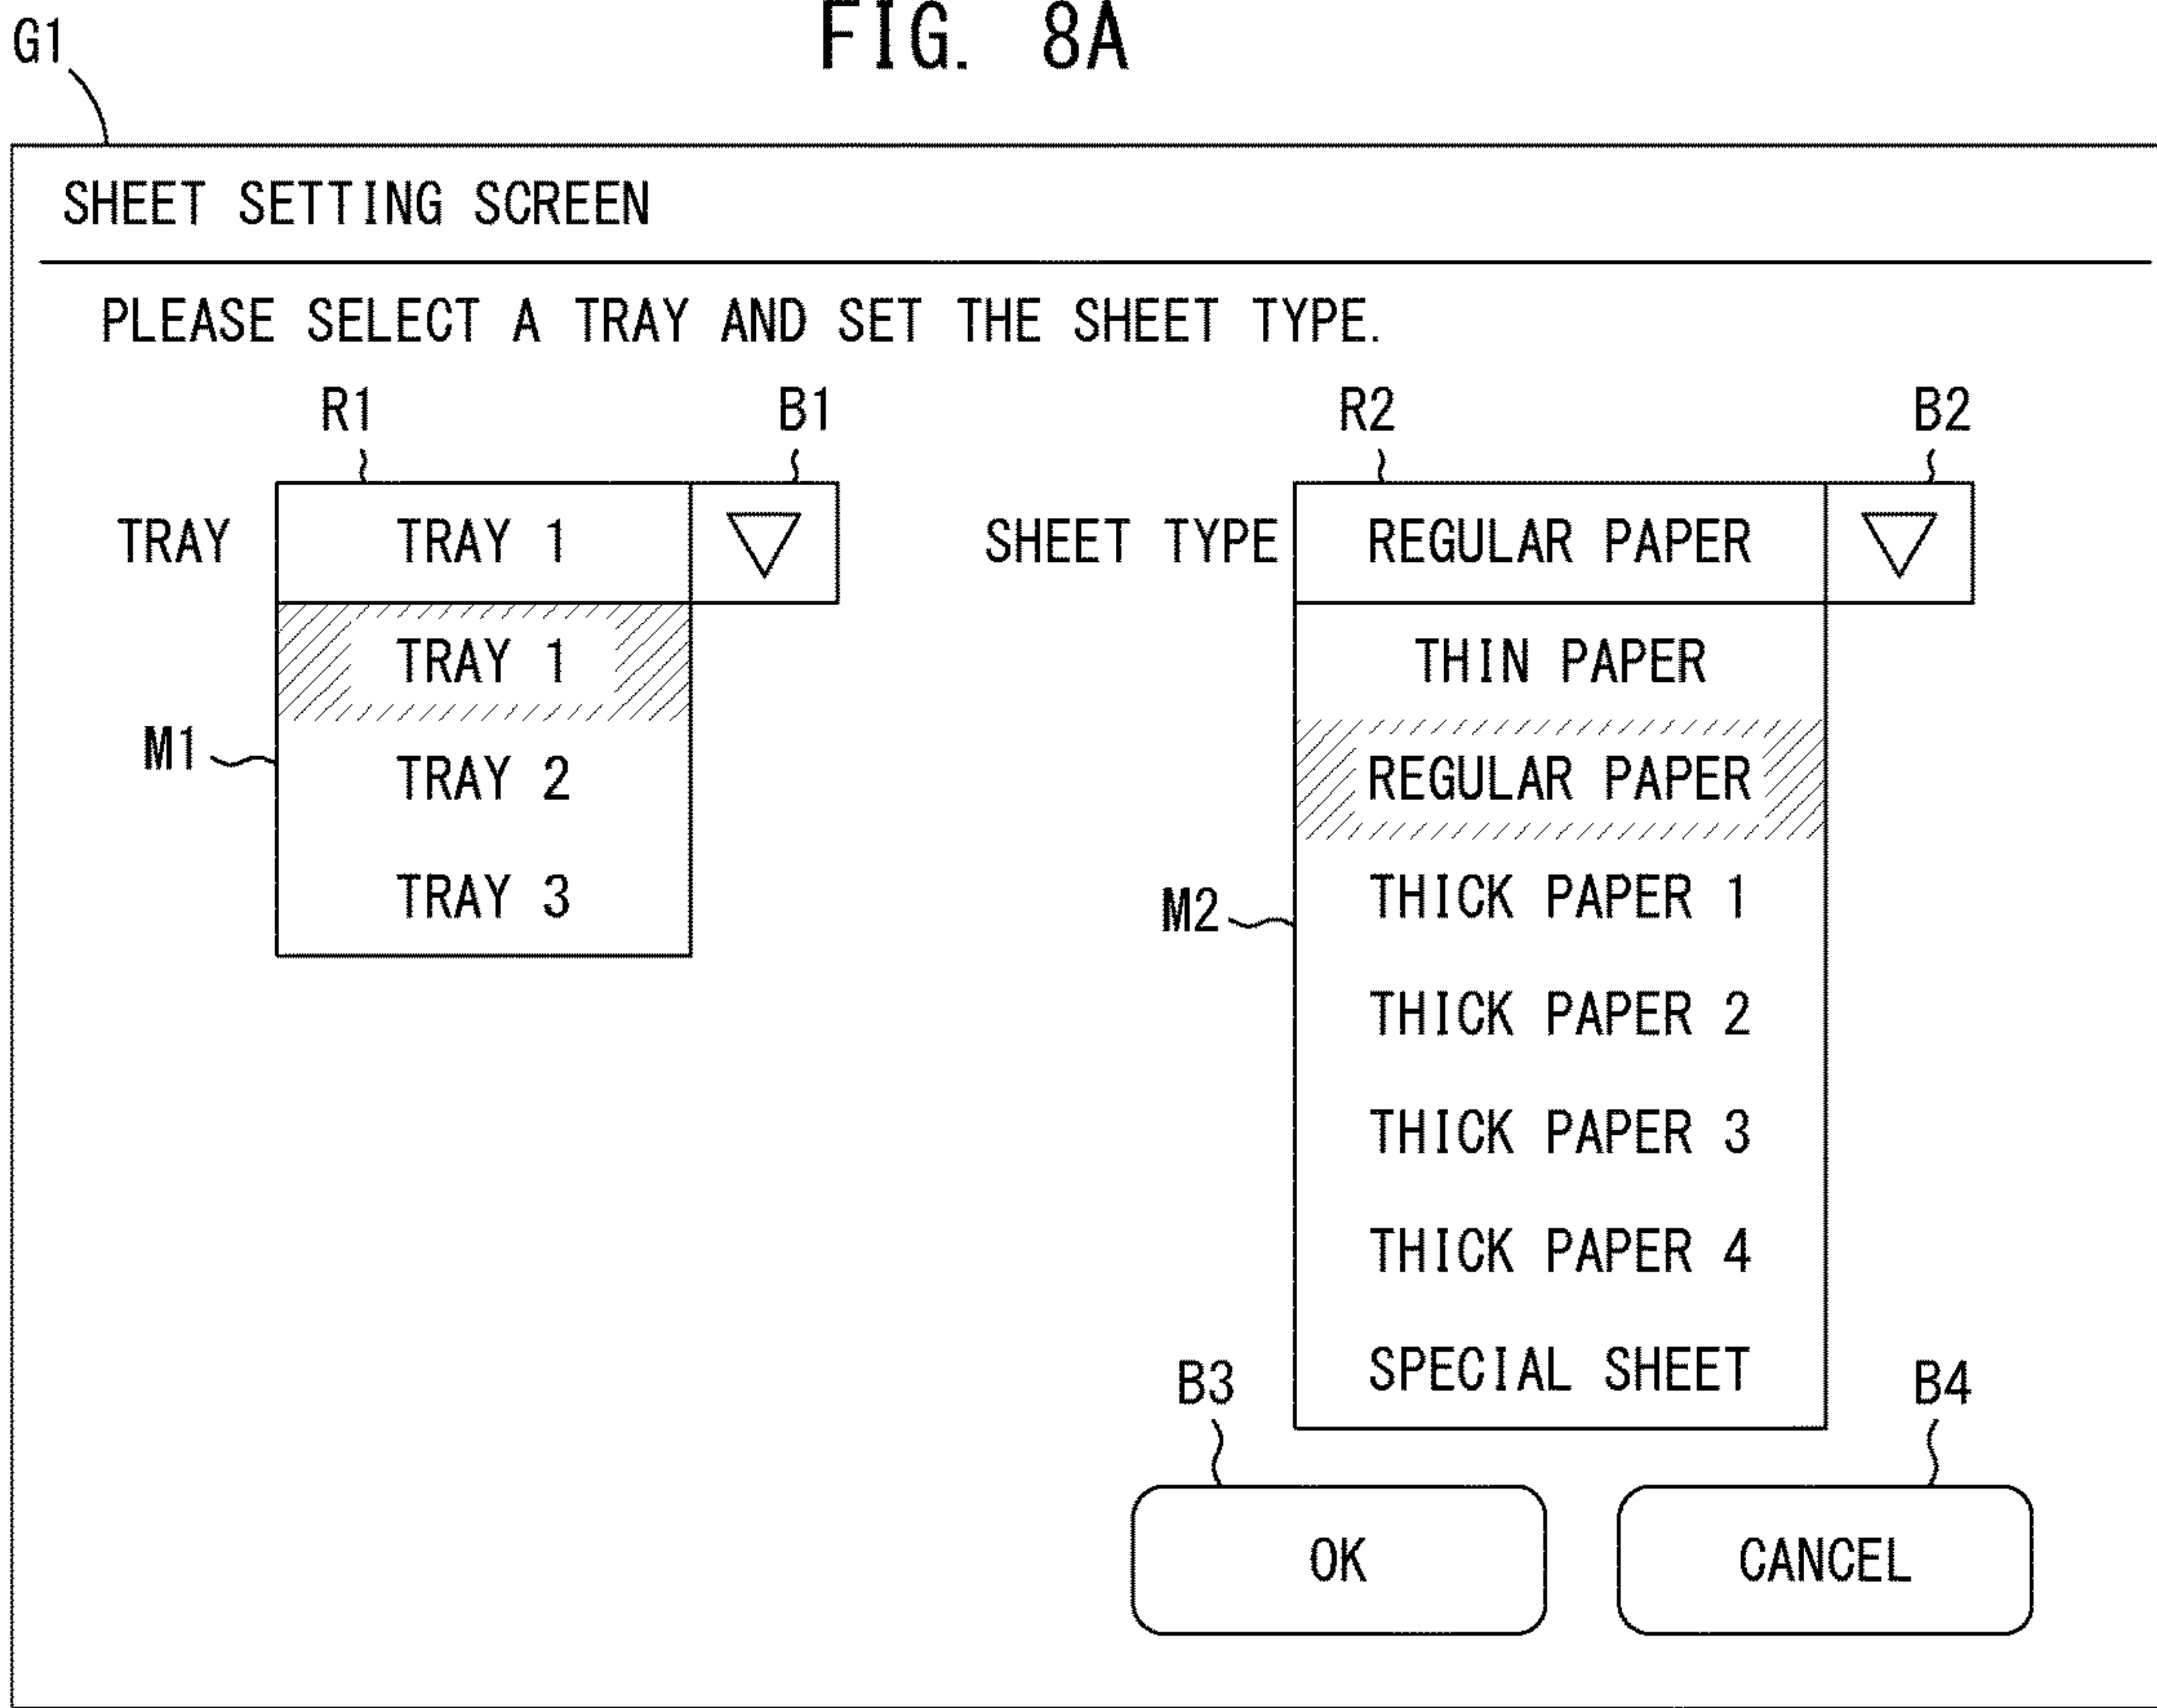 FIG. 8A
G1
SHEET SETTING SCREEN
PLEASE SELECT A TRAY AND SET THE SHEET TYPE.
R1 B1 R2 B2
TRAY TRAY 1 SHEET TYPE REGULAR PAPER
TRAY 1 THIN PAPER
M1 TRAY 2 REGULAR PAPER
TRAY 3 M2 THICK PAPER 1
THICK PAPER 2
THICK PAPER 3
THICK PAPER 4
B3 SPECIAL SHEET B4
OK CANCEL